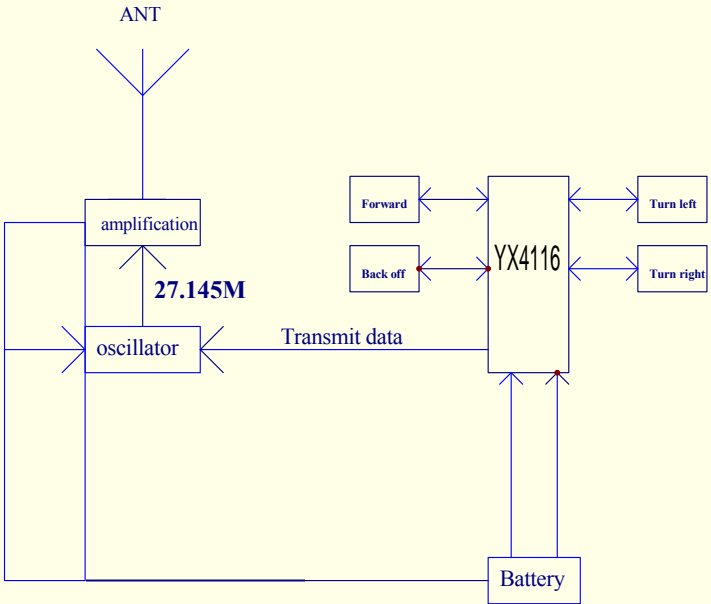 ANT
amplification
27.145M
oscillator
Transmit data
Forward
Back off
YX4116
Turn left
Turn right
Battery